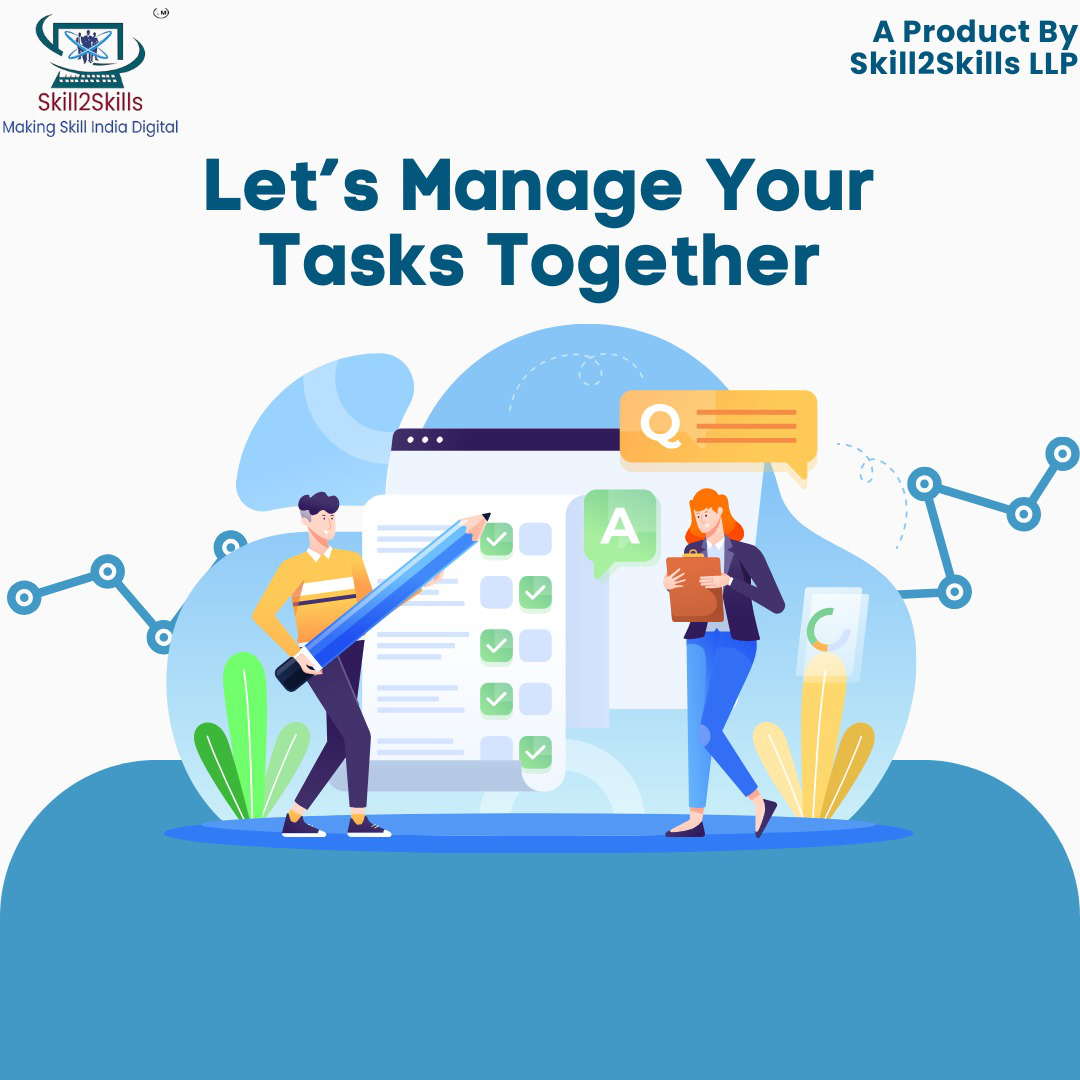 Skill2Skills
Making Skill India Digital
A Product By
Skill2Skills LLP
Let’s Manage Your
Tasks Together
Q
A